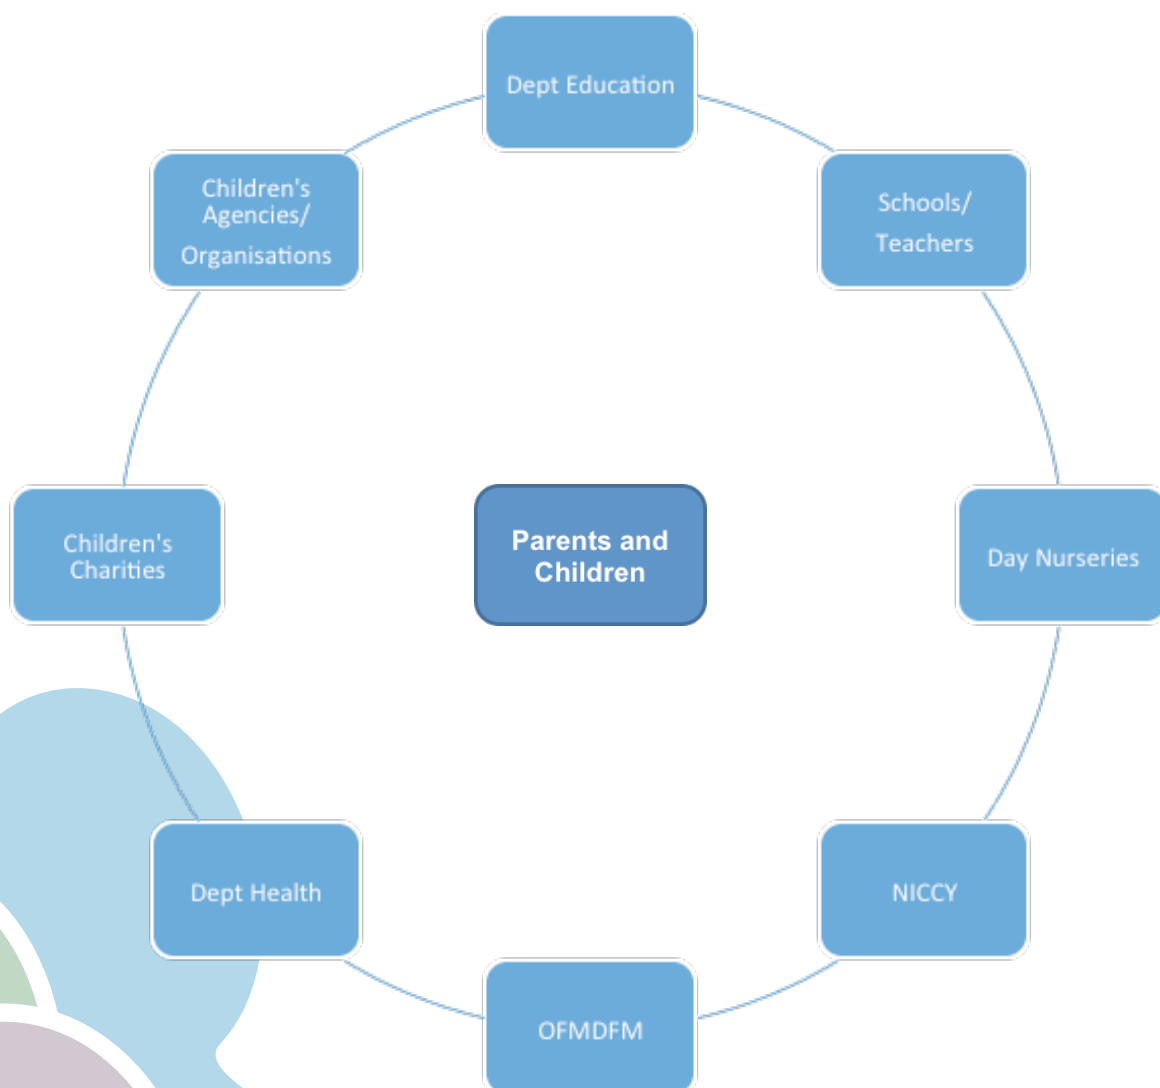 Dept Education
Children's
Agencies/
Organisations
Schools/
Teachers
Children's
Charities
Parents and
Children
Day Nurseries
Dept Health
NICCY
OFMDFM